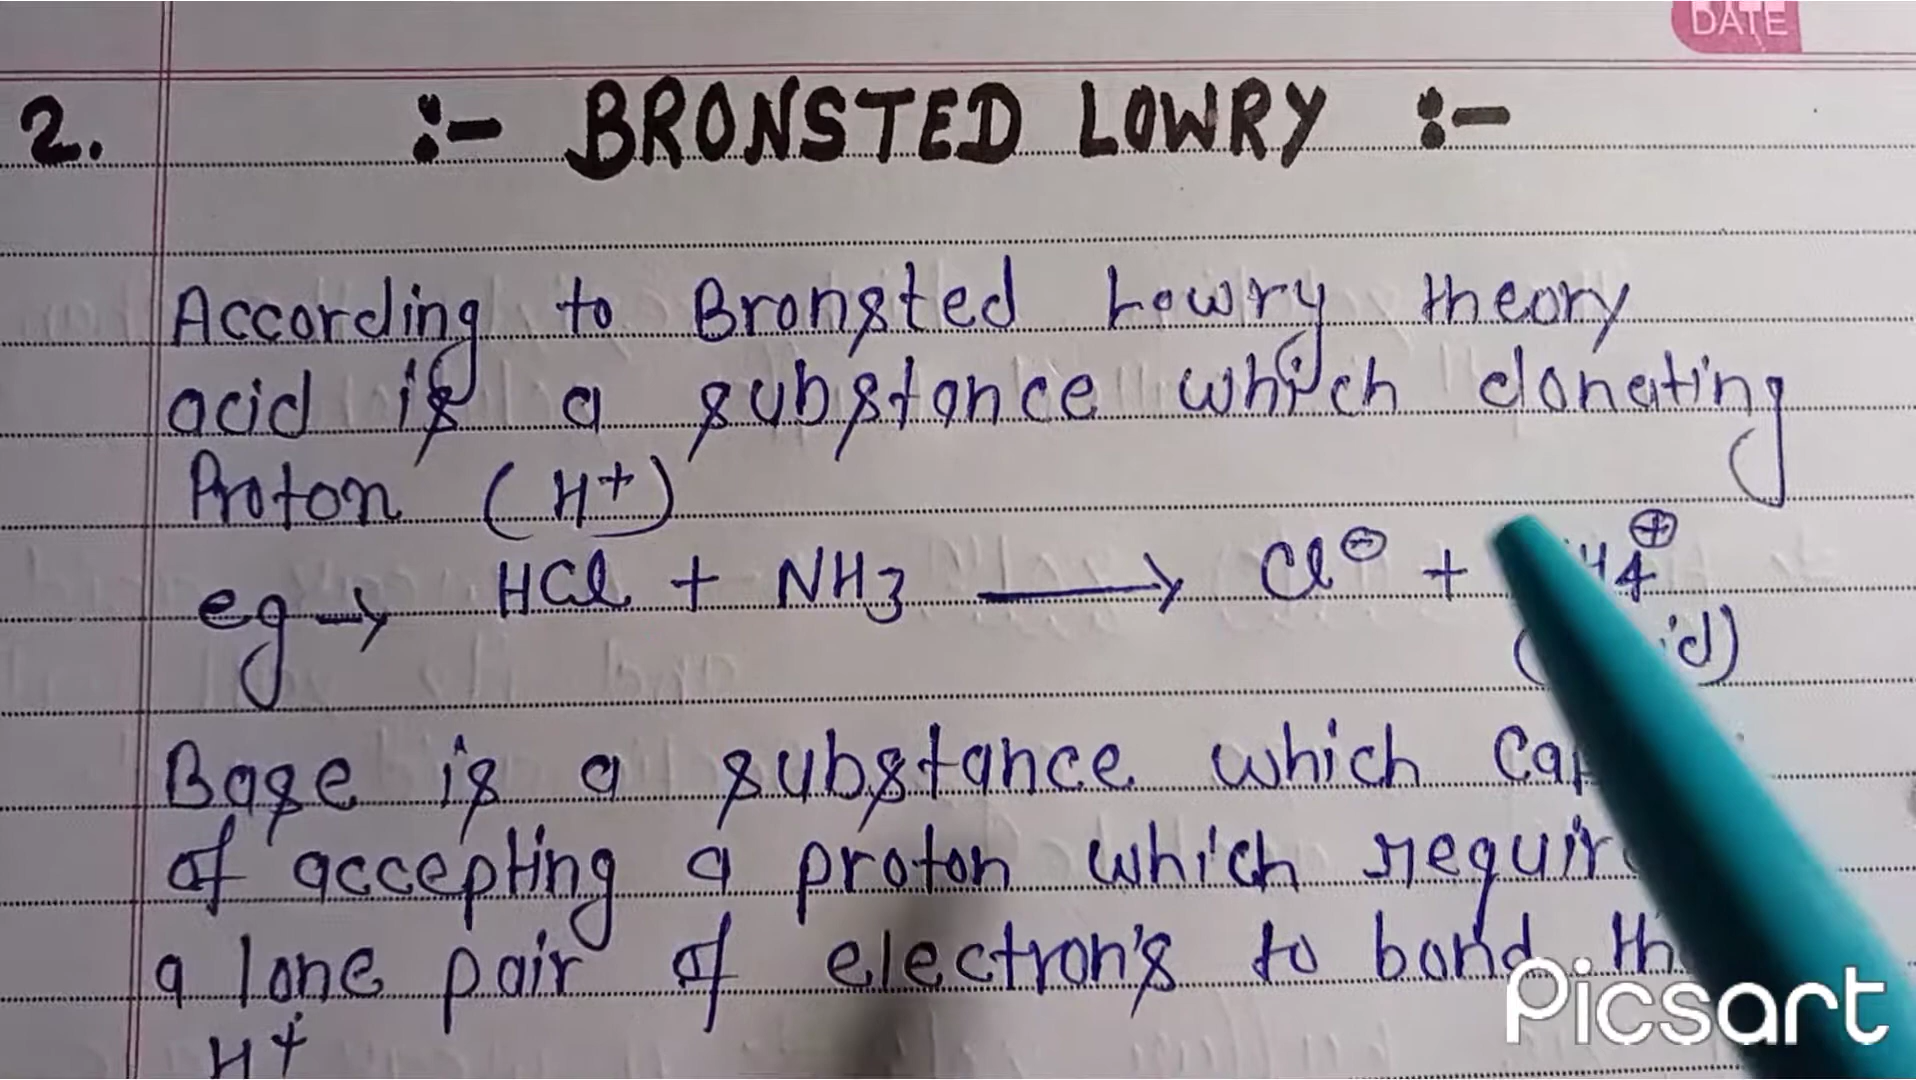 DATE
2. :- BRONSTED LOWRY :-
According to Bronsted Lowry theory
acid is a substance which donating
Proton (H+)
eg → HCl + NH3 → Cl⊖ + H4⊕
Base is a substance which
of accepting a proton which
a lone pair of electron's to bond
H+
Picsart